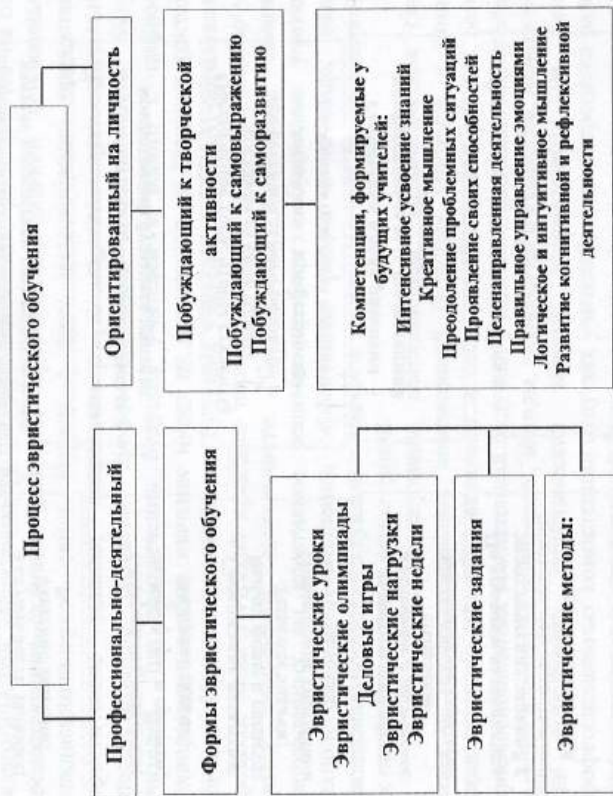 Процесс эвристического обучения
Профессионально-деятельный
Ориентированный на личность
Формы эвристического обучения
Побуждающий к творческой
активности
Побуждающий к самовыражению
Побуждающий к саморазвитию
Эвристические уроки
Эвристические олимпиады
Деловые игры
Эвристические нагрузки
Эвристические недели
Компетенции, формируемые у
будущих учителей:
Интенсивное усвоение знаний
Креативное мышление
Преодоление проблемных ситуаций
Проявление своих способностей
Целенаправленная деятельность
Правильное управление эмоциями
Логическое и интуитивное мышление
Развитие когнитивной и рефлексивной
деятельности
Эвристические задания
Эвристические методы: